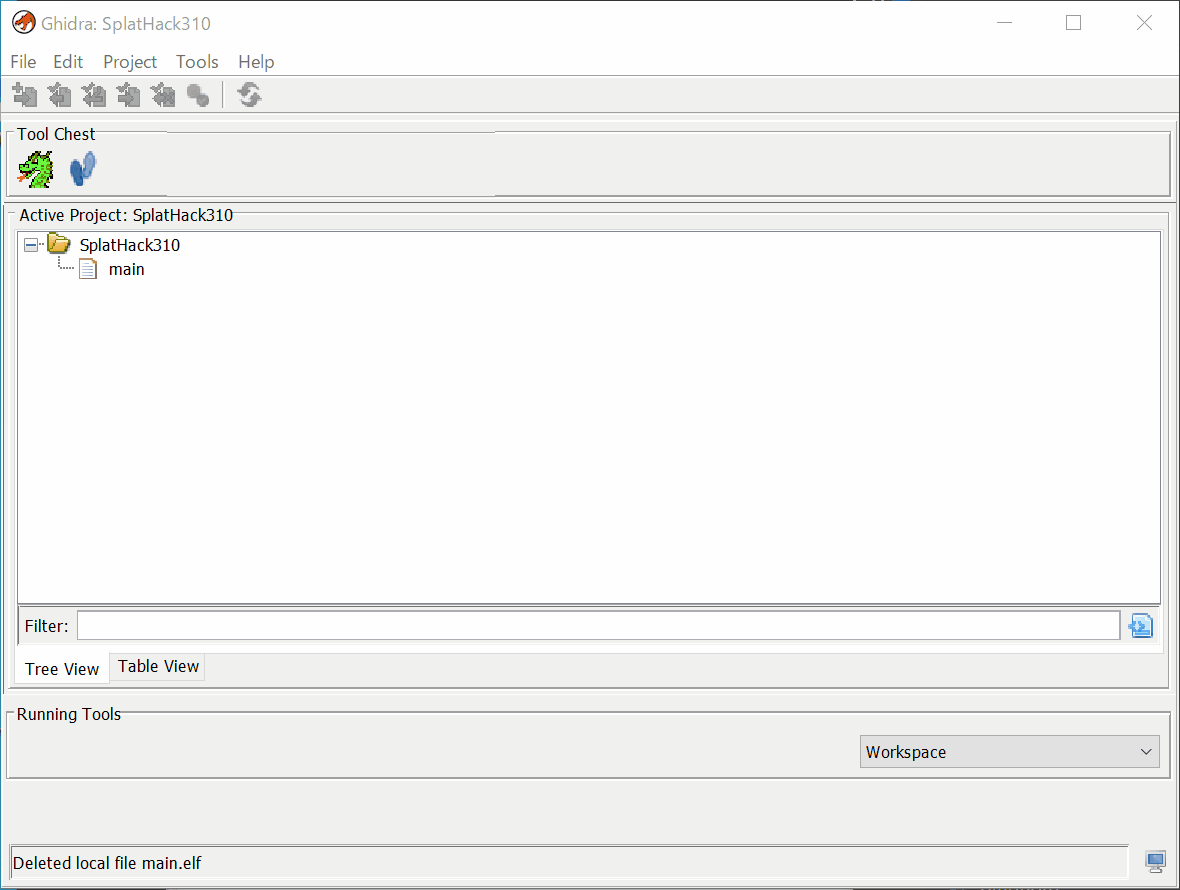 Ghidra: SplatHack310
File Edit Project Tools Help
Tool Chest
Active Project: SplatHack310
SplatHack310
main
Filter:
Tree View Table View
Running Tools
Workspace
Deleted local file main.elf